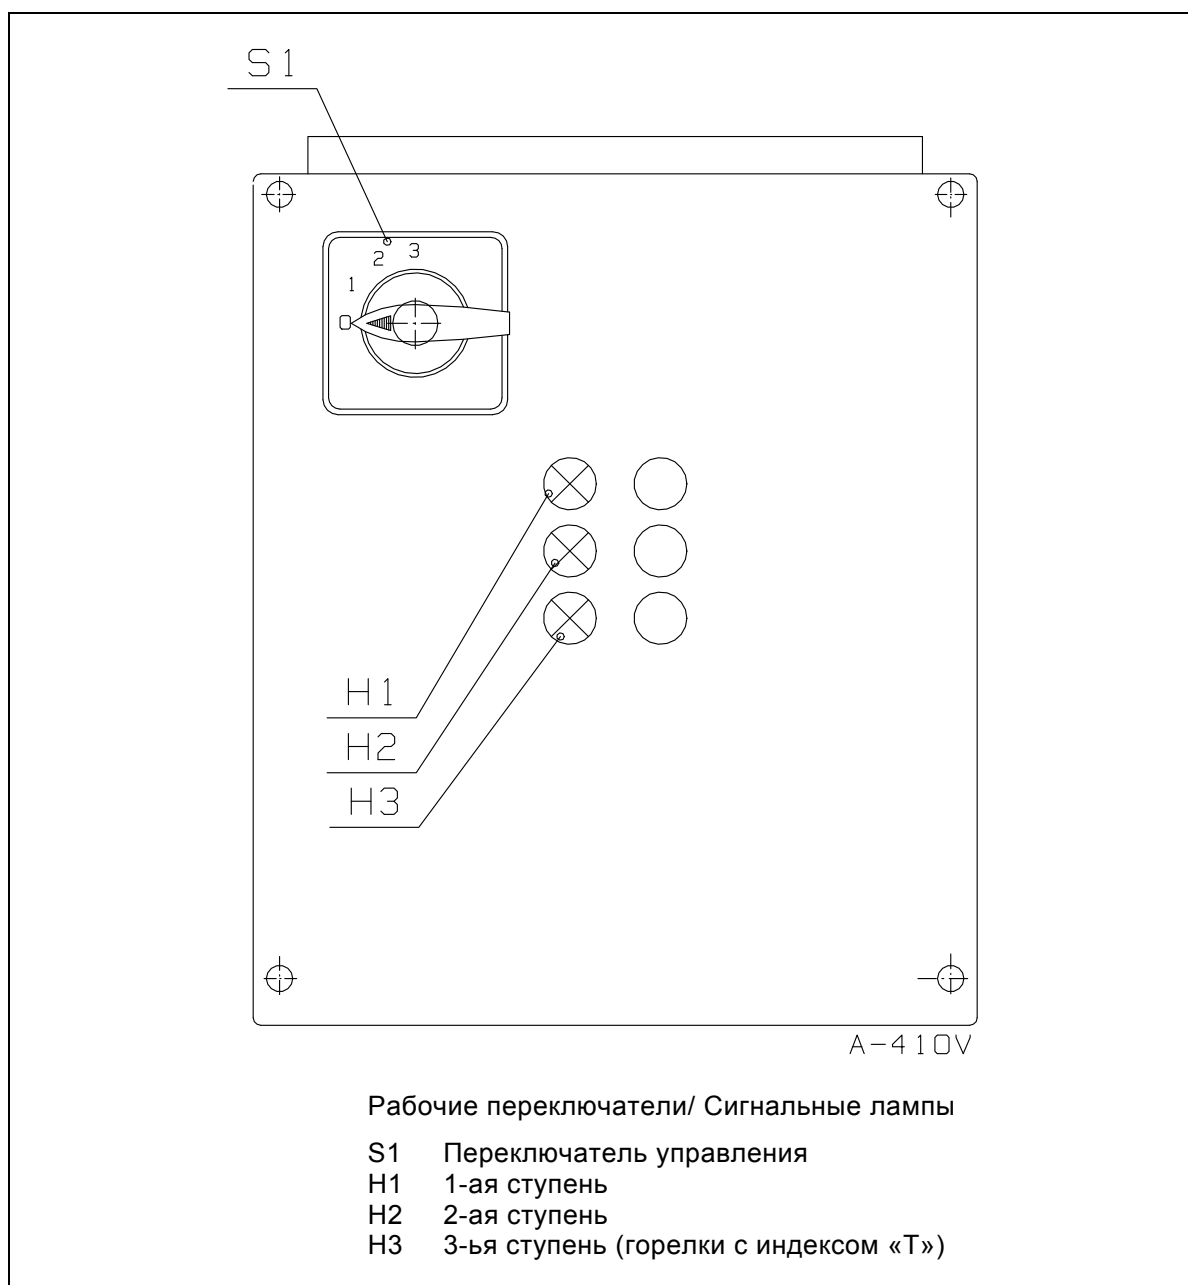 S1
3
2
1
0
H1
H2
H3
A-410V
Рабочие переключатели/ Сигнальные лампы
S1 Переключатель управления
H1 1-ая ступень
H2 2-ая ступень
H3 3-ья ступень (горелки с индексом «Т»)